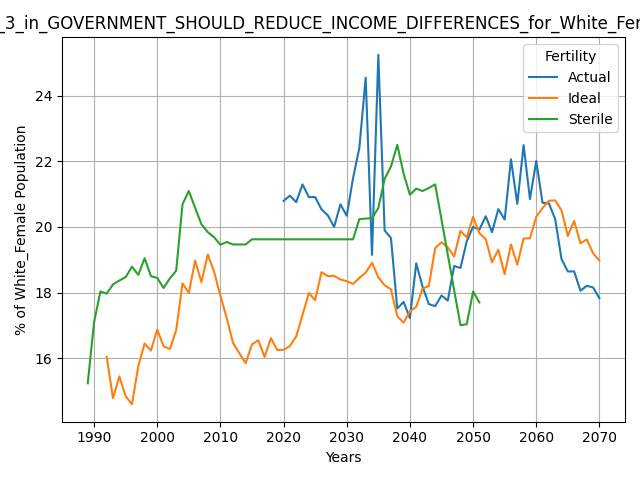 _3_in_GOVERNMENT_SHOULD_REDUCE_INCOME_DIFFERENCES_for_White_Fem
Fertility
Actual
Ideal
Sterile
% of White_Female Population
24
22
20
18
16
1990 2000 2010 2020 2030 2040 2050 2060 2070
Years